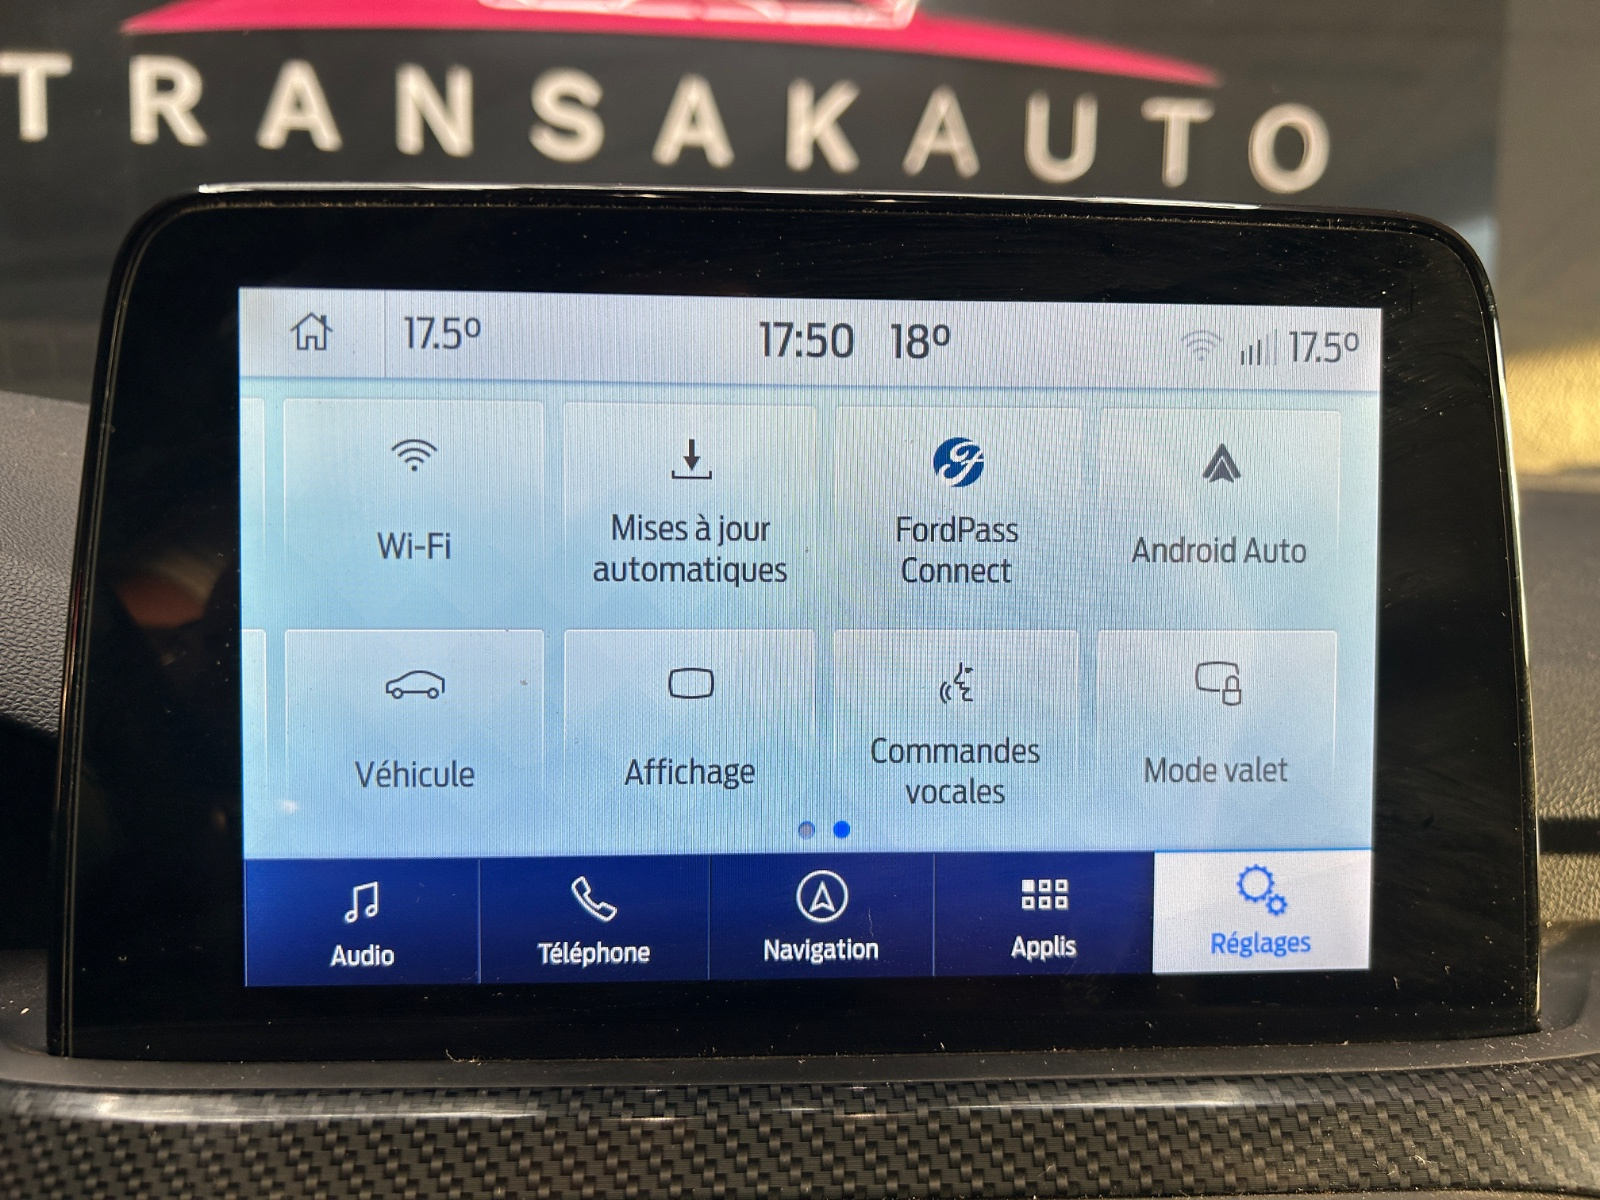 TRANSAKAUTO
17.5º
17:50 18º
17.5º
Wi-Fi
Mises à jour
automatiques
FordPass
Connect
Android Auto
Véhicule
Affichage
Commandes
vocales
Mode valet
Audio
Téléphone
Navigation
Applis
Réglages